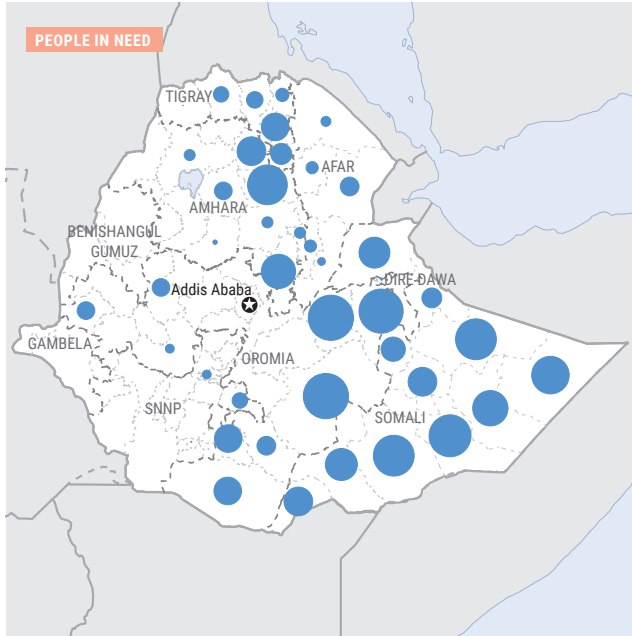 PEOPLE IN NEED
TIGRAY
AFAR
AMHARA
BENISHANGUL
GUMUZ
DIRE DAWA
Addis Ababa
GAMBELA
OROMIA
SNNP
SOMALI